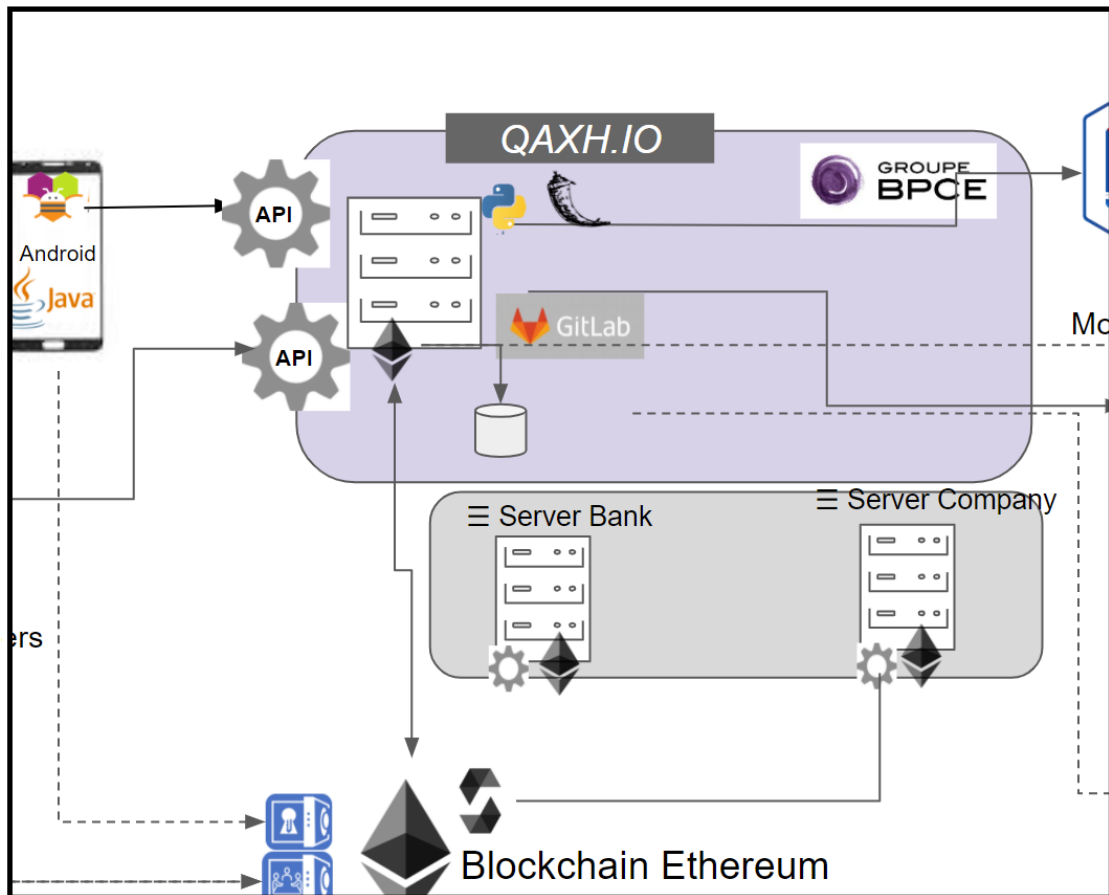 QAXH.IO
GROUPE
BPCE
API
Android
Java
GitLab
API
Mo
☰ Server Bank
☰ Server Company
ers
Blockchain Ethereum